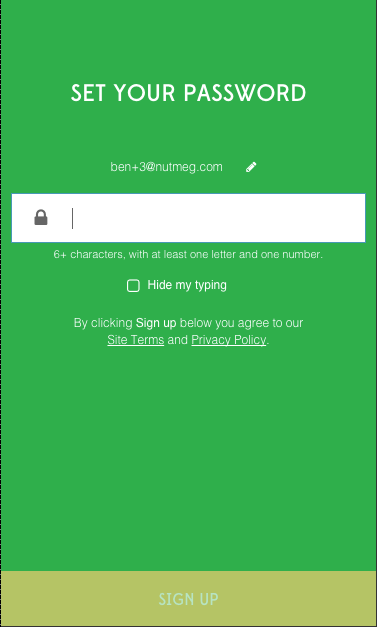 SET YOUR PASSWORD
ben+3@nutmeg.com
6+ characters, with at least one letter and one number.
Hide my typing
By clicking Sign up below you agree to our
Site Terms and Privacy Policy.
SIGN UP